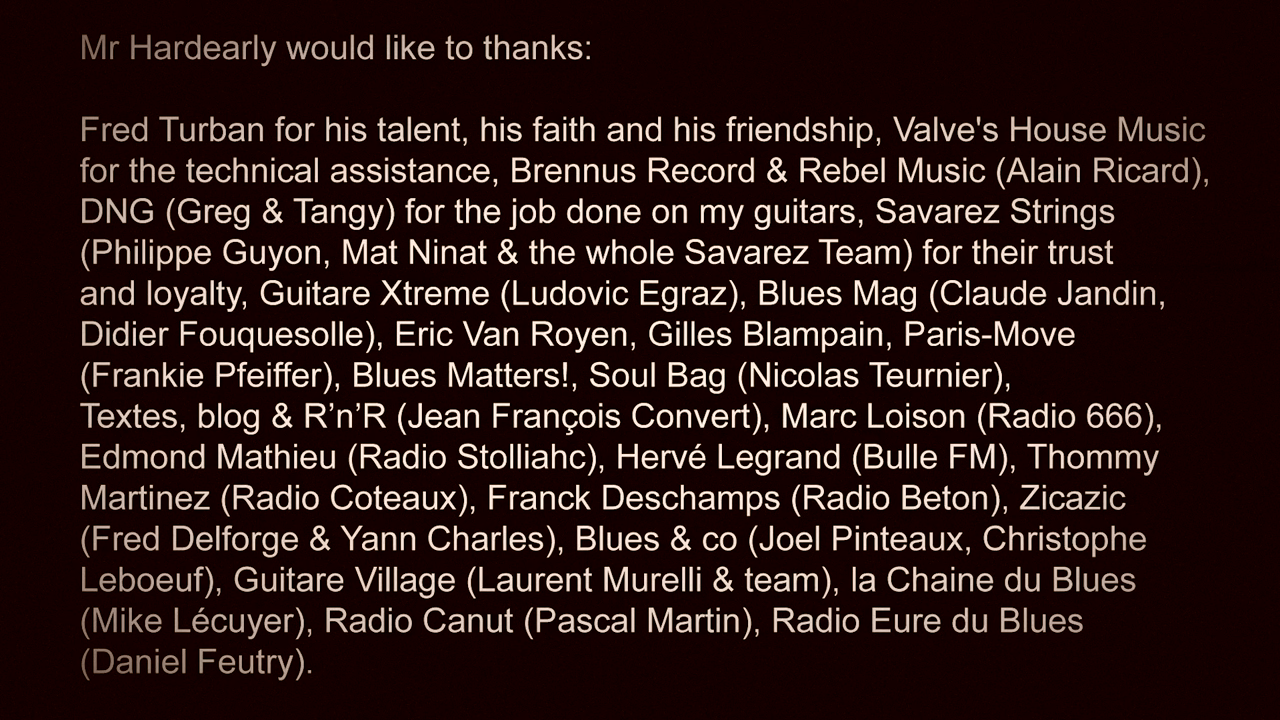 Mr Hardearly would like to thanks:
Fred Turban for his talent, his faith and his friendship, Valve's House Music
for the technical assistance, Brennus Record & Rebel Music (Alain Ricard),
DNG (Greg & Tangy) for the job done on my guitars, Savarez Strings
(Philippe Guyon, Mat Ninat & the whole Savarez Team) for their trust
and loyalty, Guitare Xtreme (Ludovic Egraz), Blues Mag (Claude Jandin,
Didier Fouquesolle), Eric Van Royen, Gilles Blampain, Paris-Move
(Frankie Pfeiffer), Blues Matters!, Soul Bag (Nicolas Teurnier),
Textes, blog & R’n’R (Jean François Convert), Marc Loison (Radio 666),
Edmond Mathieu (Radio Stolliahc), Hervé Legrand (Bulle FM), Thommy
Martinez (Radio Coteaux), Franck Deschamps (Radio Beton), Zicazic
(Fred Delforge & Yann Charles), Blues & co (Joel Pinteaux, Christophe
Leboeuf), Guitare Village (Laurent Murelli & team), la Chaine du Blues
(Mike Lécuyer), Radio Canut (Pascal Martin), Radio Eure du Blues
(Daniel Feutry).